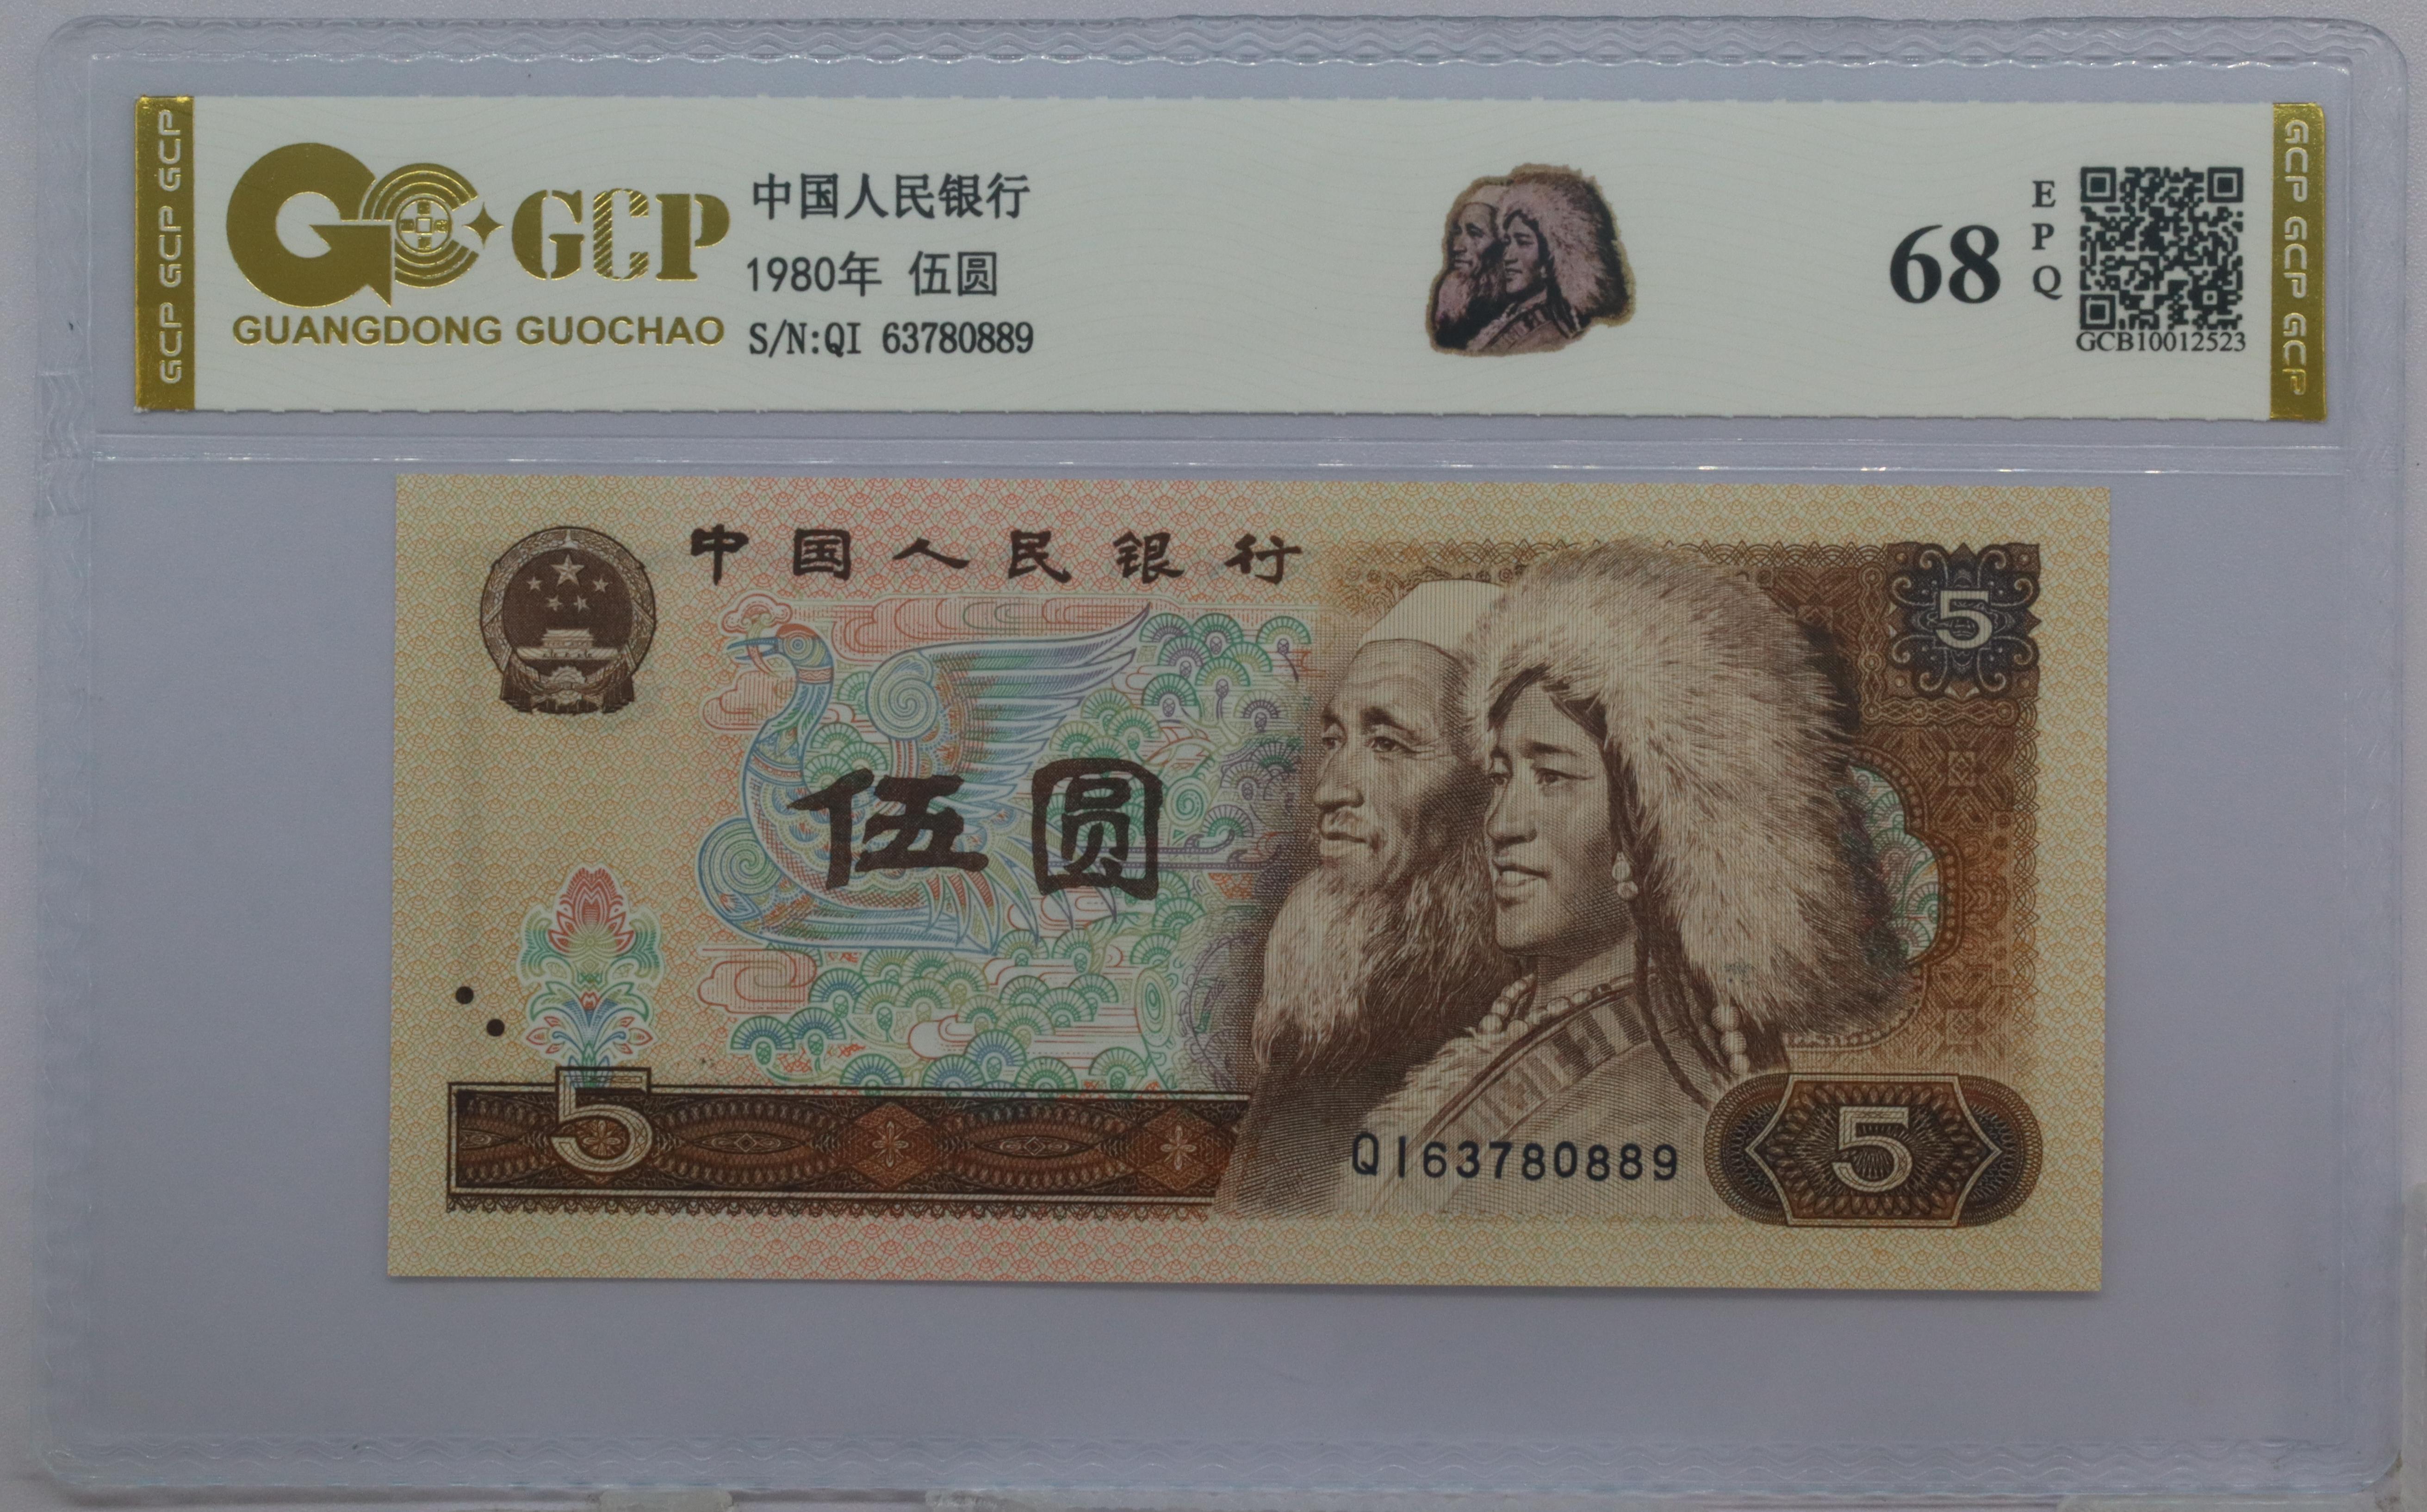 GCP GCP GCP
GCP
GUANGDONG GUOCHAO
中国人民银行
1980年 伍圆
S/N:QI 63780889
68
EPQ
GCB10012523
GCP GCP GCP
中国人民银行
5
伍圆
5
QI63780889
5